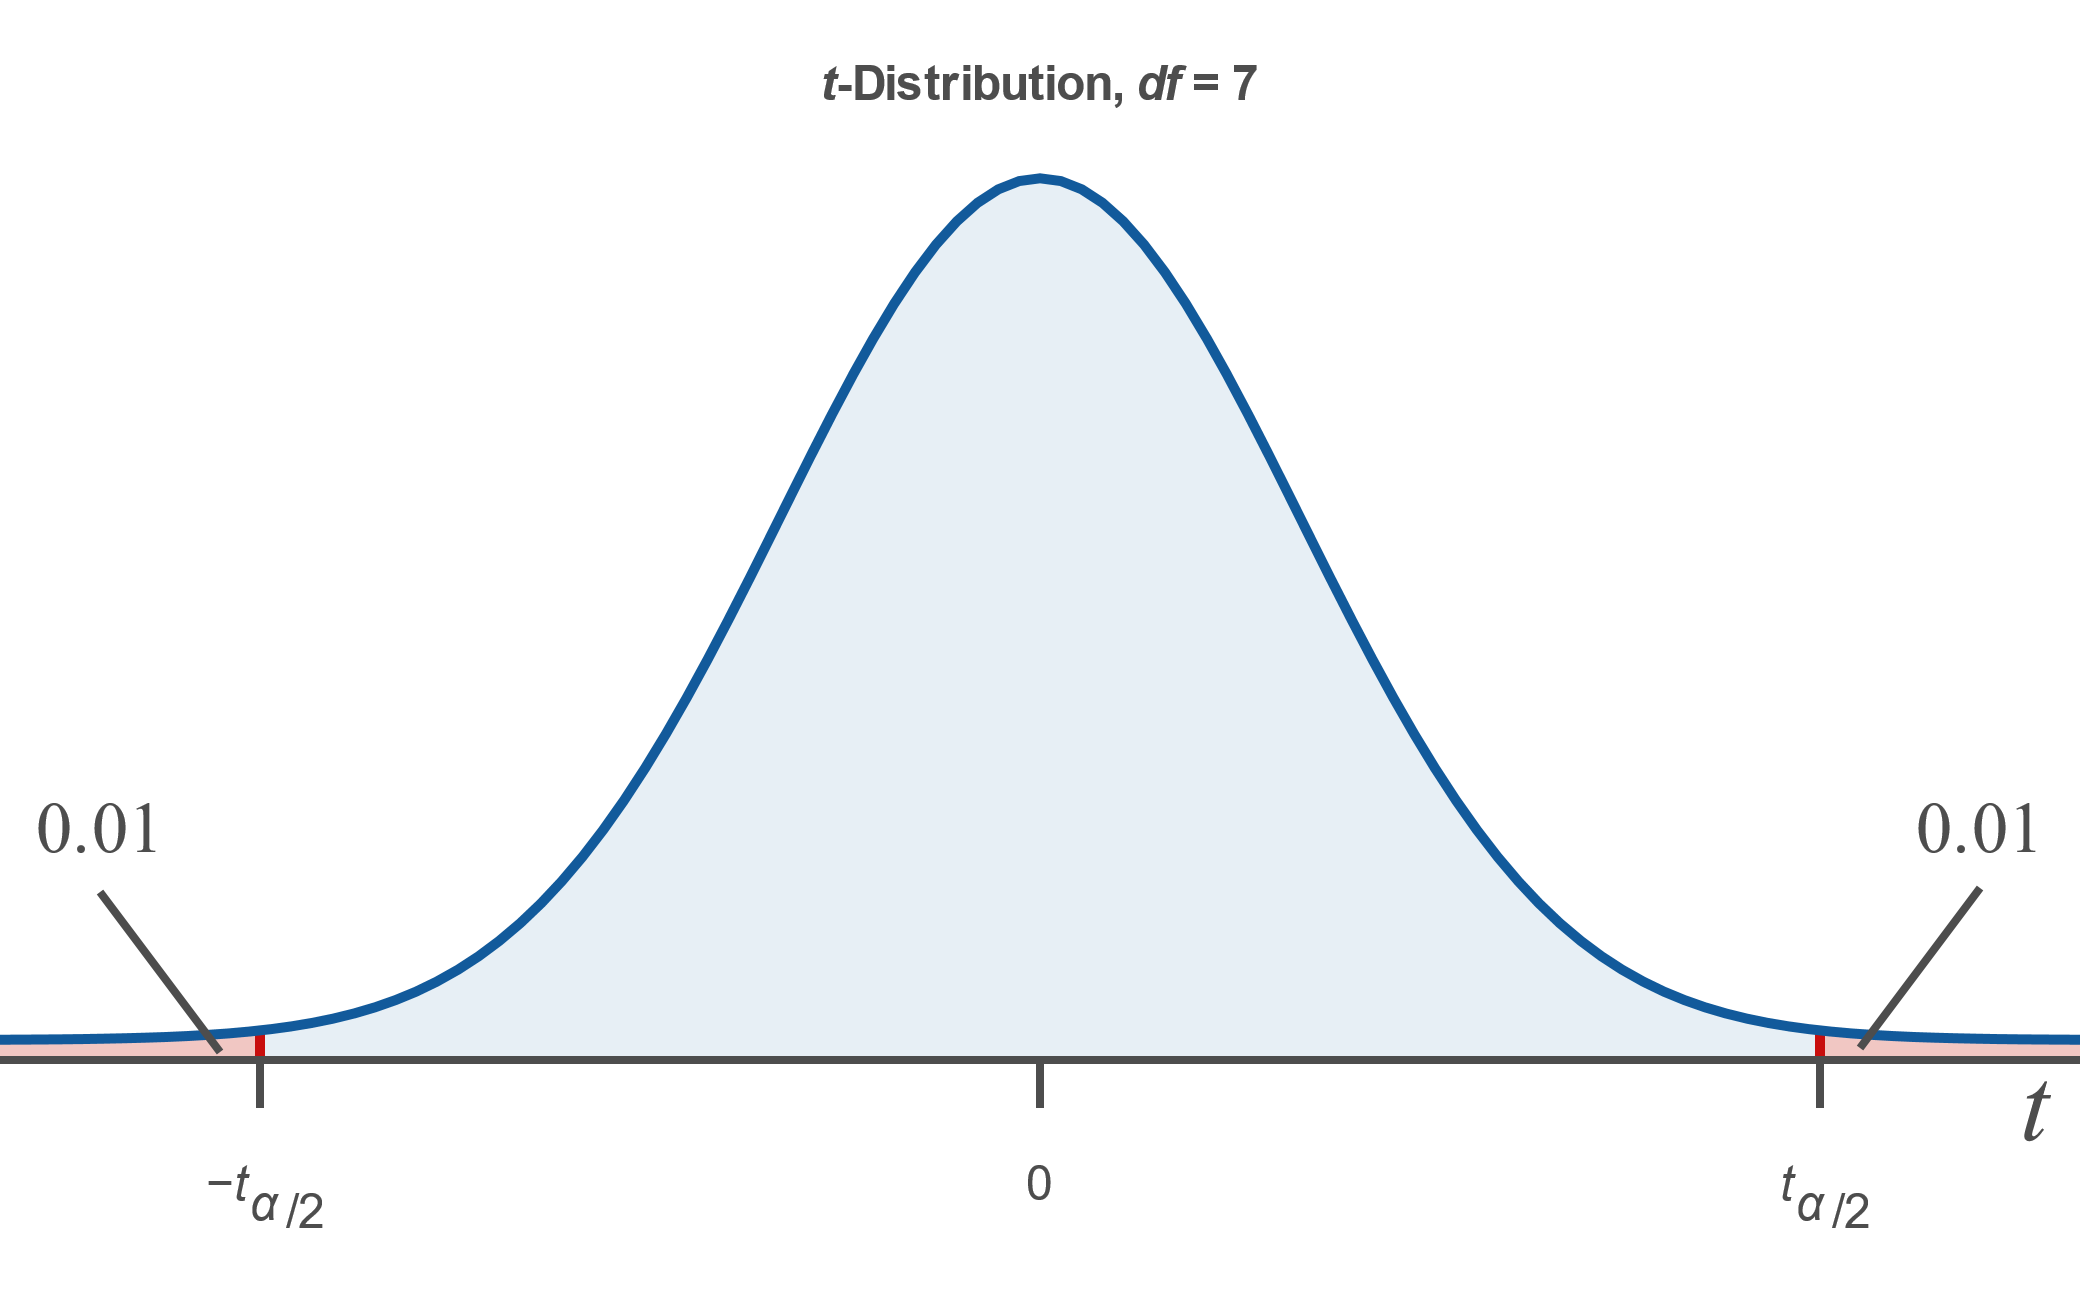 t-Distribution, df = 7
0.01
0.01
t
−tα/2
0
tα/2